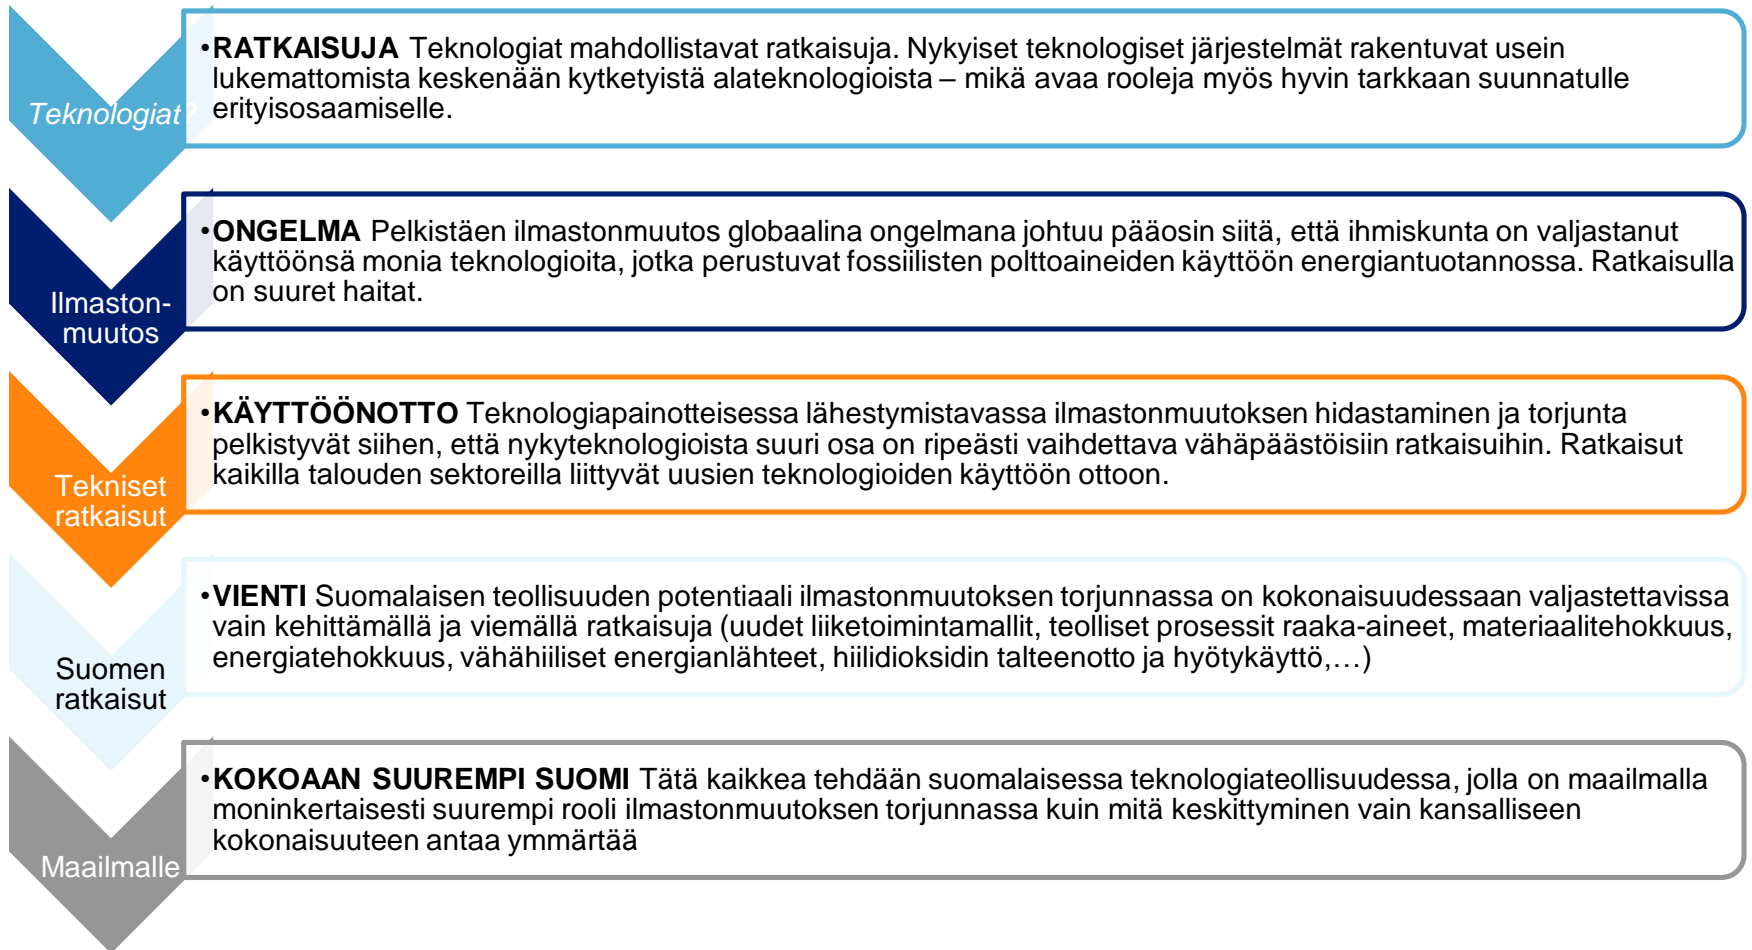 Teknologiat?
•RATKAISUJA Teknologiat mahdollistavat ratkaisuja. Nykyiset teknologiset järjestelmät rakentuvat usein
lukemattomista keskenään kytketyistä alateknologioista – mikä avaa rooleja myös hyvin tarkkaan suunnatulle
erityisosaamiselle.
Ilmaston-
muutos
•ONGELMA Pelkistäen ilmastonmuutos globaalina ongelmana johtuu pääosin siitä, että ihmiskunta on valjastanut
käyttöönsä monia teknologioita, jotka perustuvat fossiilisten polttoaineiden käyttöön energiantuotannossa. Ratkaisulla
on suuret haitat.
Tekniset
ratkaisut
•KÄYTTÖÖNOTTO Teknologiapainotteisessa lähestymistavassa ilmastonmuutoksen hidastaminen ja torjunta
pelkistyvät siihen, että nykyteknologioista suuri osa on ripeästi vaihdettava vähäpäästöisiin ratkaisuihin. Ratkaisut
kaikilla talouden sektoreilla liittyvät uusien teknologioiden käyttöön ottoon.
Suomen
ratkaisut
•VIENTI Suomalaisen teollisuuden potentiaali ilmastonmuutoksen torjunnassa on kokonaisuudessaan valjastettavissa
vain kehittämällä ja viemällä ratkaisuja (uudet liiketoimintamallit, teolliset prosessit raaka-aineet, materiaalitehokkuus,
energiatehokkuus, vähähiiliset energianlähteet, hiilidioksidin talteenotto ja hyötykäyttö,…)
Maailmalle
•KOKOAAN SUUREMPI SUOMI Tätä kaikkea tehdään suomalaisessa teknologiateollisuudessa, jolla on maailmalla
moninkertaisesti suurempi rooli ilmastonmuutoksen torjunnassa kuin mitä keskittyminen vain kansalliseen
kokonaisuuteen antaa ymmärtää